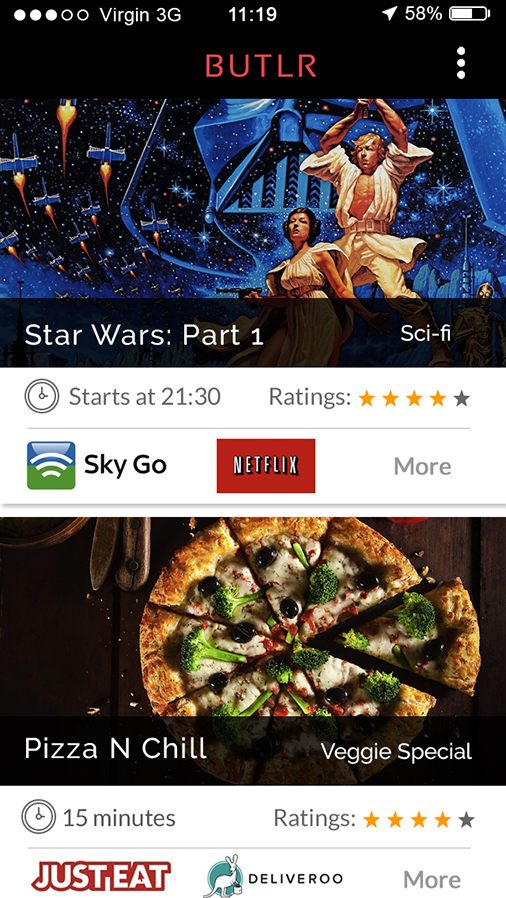 Virgin 3G 11:19 58%
BUTLR
Star Wars: Part 1 Sci-fi
Starts at 21:30 Ratings:
Sky Go NETFLIX More
Pizza N Chill Veggie Special
15 minutes Ratings:
JUST EAT DELIVEROO More